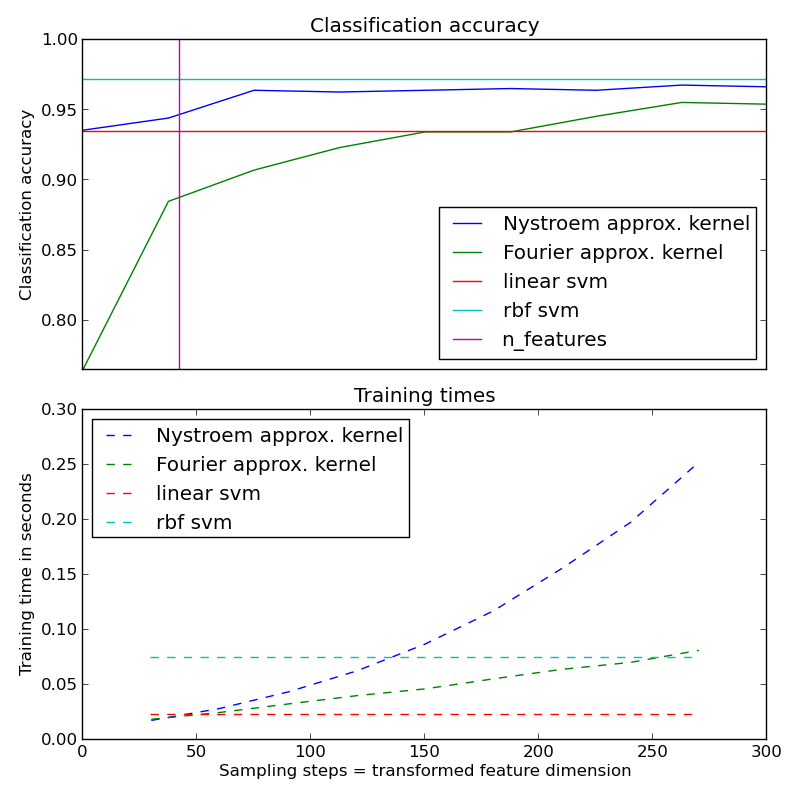 Classification accuracy
1.00
0.95
0.90
0.85
0.80
Classification accuracy
Nystroem approx. kernel
Fourier approx. kernel
linear svm
rbf svm
n_features
Training times
0.30
0.25
0.20
0.15
0.10
0.05
0.00
Training time in seconds
Nystroem approx. kernel
Fourier approx. kernel
linear svm
rbf svm
0 50 100 150 200 250 300
Sampling steps = transformed feature dimension